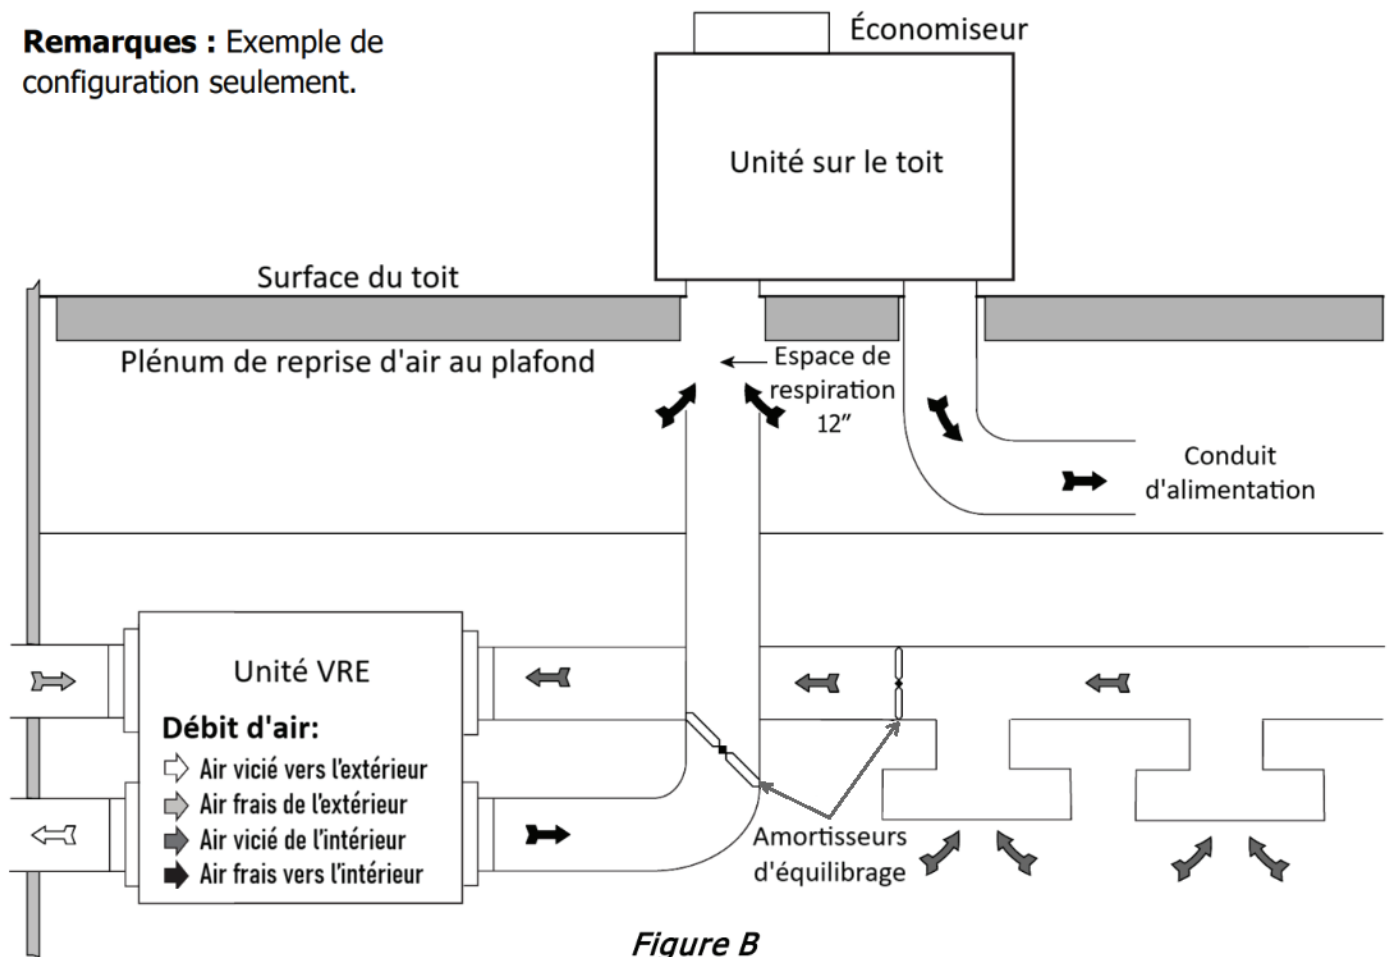 Remarques : Exemple de
configuration seulement.
Économiseur
Unité sur le toit
Surface du toit
Plénum de reprise d'air au plafond
Espace de
respiration
12"
Conduit
d'alimentation
Unité VRE
Débit d'air:
Air vicié vers l'extérieur
Air frais de l'extérieur
Air vicié de l'intérieur
Air frais vers l'intérieur
Amortisseurs
d'équilibrage
Figure B